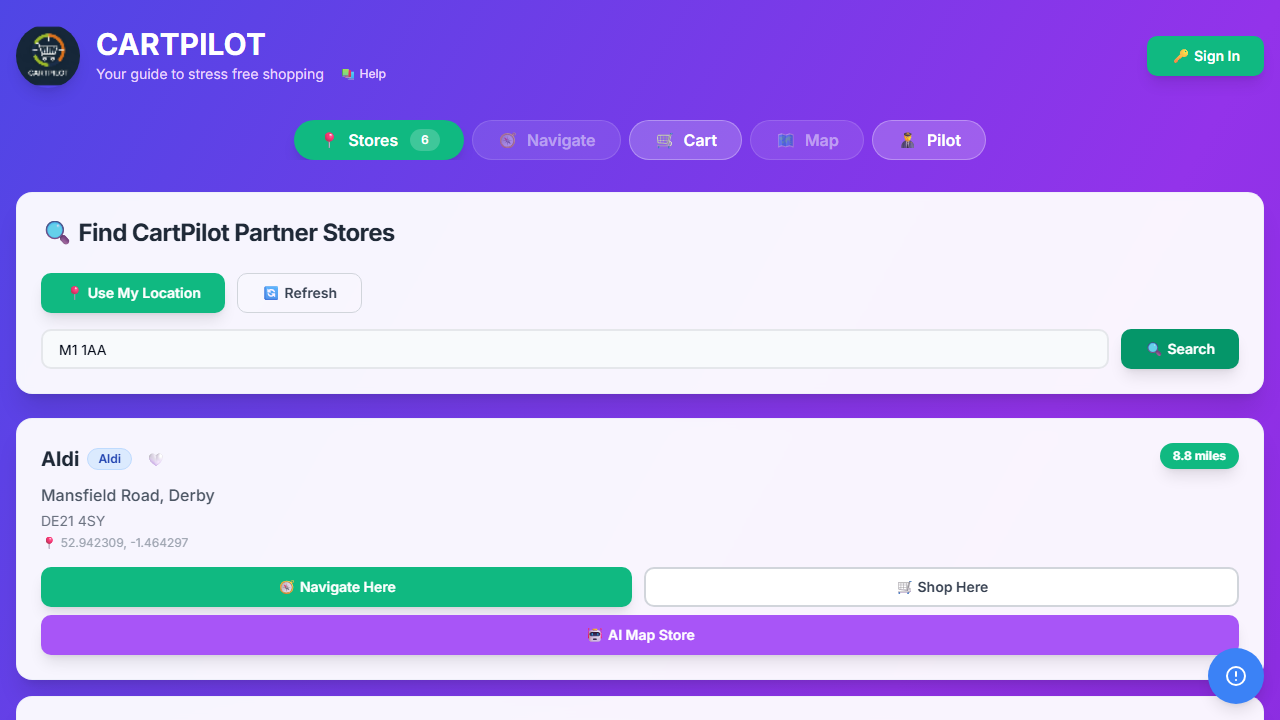 CARTPILOT
CARTPILOT
Your guide to stress free shopping
Help
Sign In
Stores 6
Navigate
Cart
Map
Pilot
Find CartPilot Partner Stores
Use My Location
Refresh
M1 1AA
Search
Aldi Aldi
8.8 miles
Mansfield Road, Derby
DE21 4SY
52.942309, -1.464297
Navigate Here
Shop Here
AI Map Store